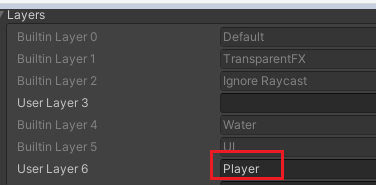 Layers
Builtin Layer 0 Default
Builtin Layer 1 TransparentFX
Builtin Layer 2 Ignore Raycast
User Layer 3
Builtin Layer 4 Water
Builtin Layer 5 UI
User Layer 6 Player